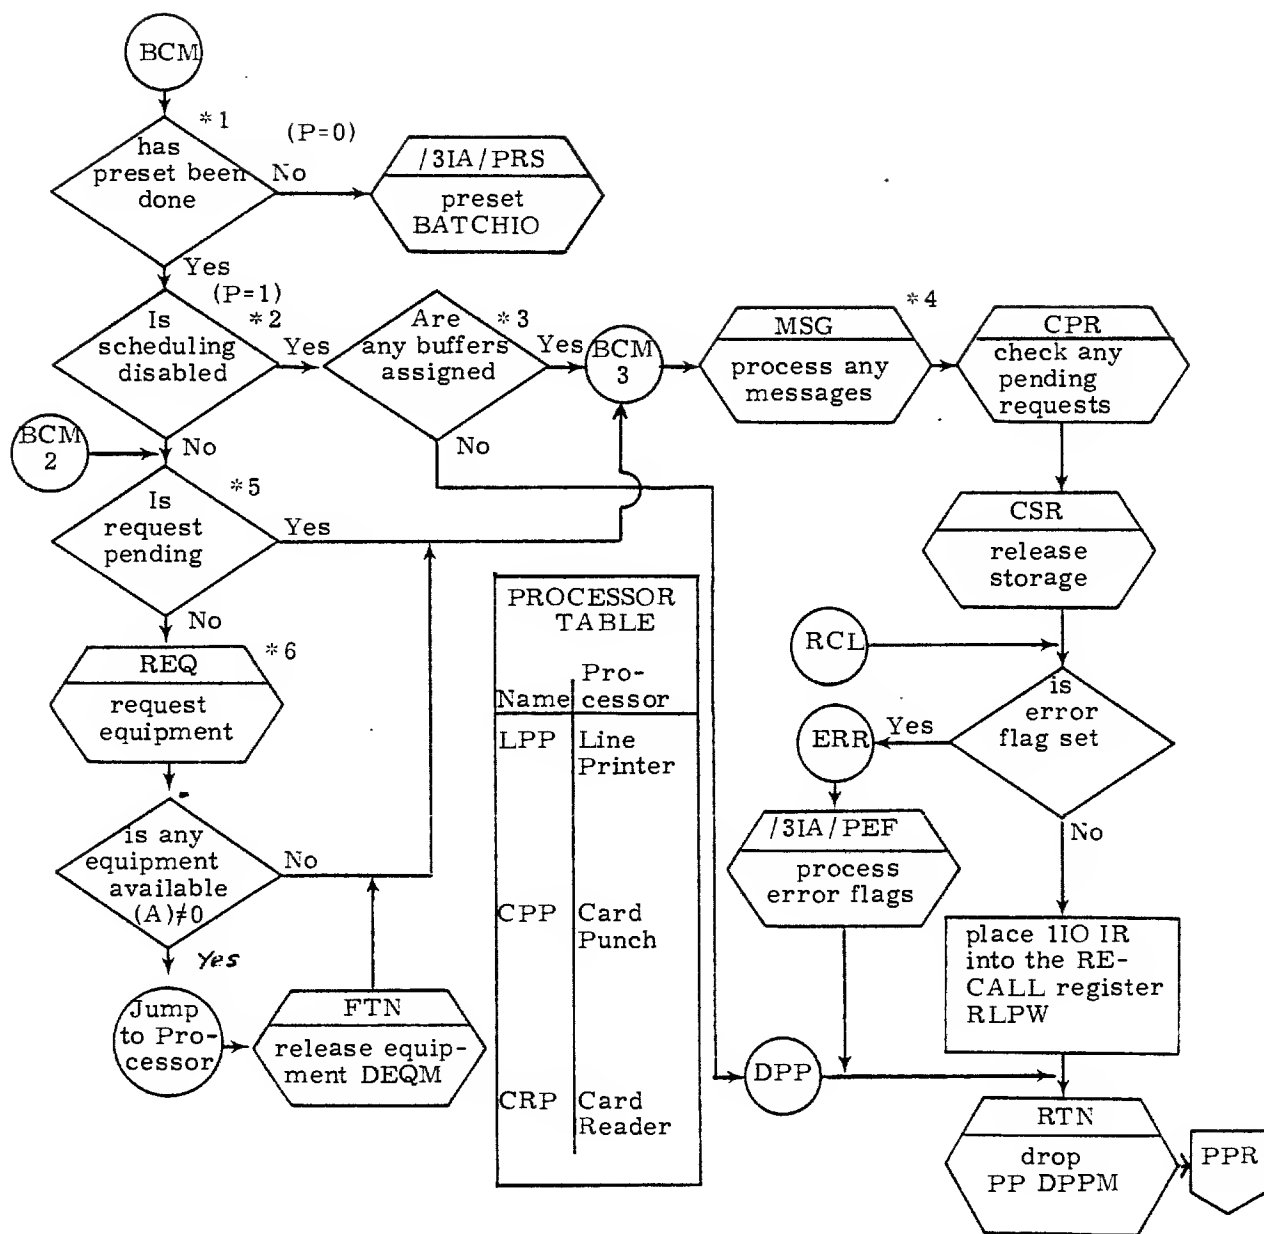 BCM
*1
has
preset been
done
(P=0)
No
/3IA/PRS
preset
BATCHIO
Yes
(P=1)
Is
scheduling
disabled
*2
Yes
Are
any buffers
assigned
*3
Yes
BCM
3
*4
MSG
process any
messages
CPR
check any
pending
requests
No
No
BCM
2
Is
request
pending
*5
Yes
CSR
release
storage
No
REQ
*6
request
equipment
PROCESSOR
TABLE
Name
Pro-
cessor
LPP
Line
Printer
CPP
Card
Punch
CRP
Card
Reader
RCL
is
error
flag set
Yes
ERR
No
/3IA/PEF
process
error flags
is any
equipment
available
(A)≠0
No
Yes
Jump
to Pro-
cessor
FTN
release equip-
ment DEQM
place 1IO IR
into the RE-
CALL register
RLPW
DPP
RTN
drop
PP DPPM
PPR